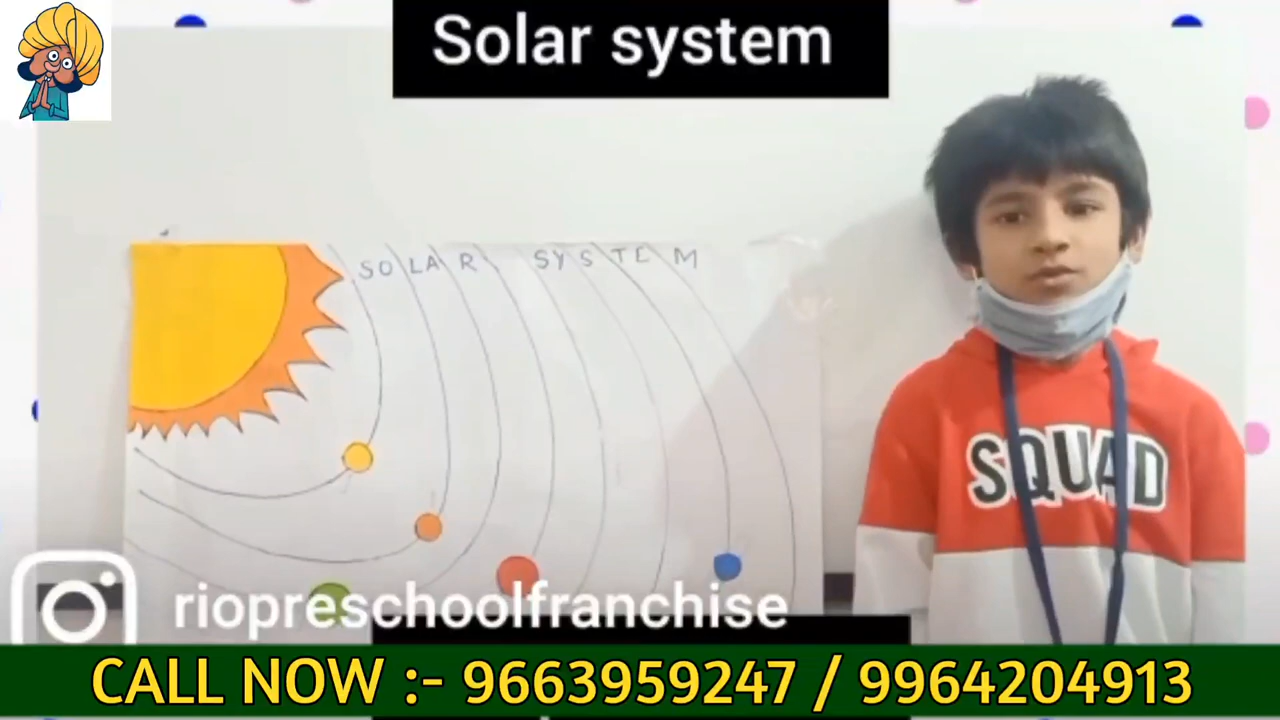 Solar system
SOLAR SYSTEM
SQUAD
riopreschoolfranchise
CALL NOW :- 9663959247 / 9964204913